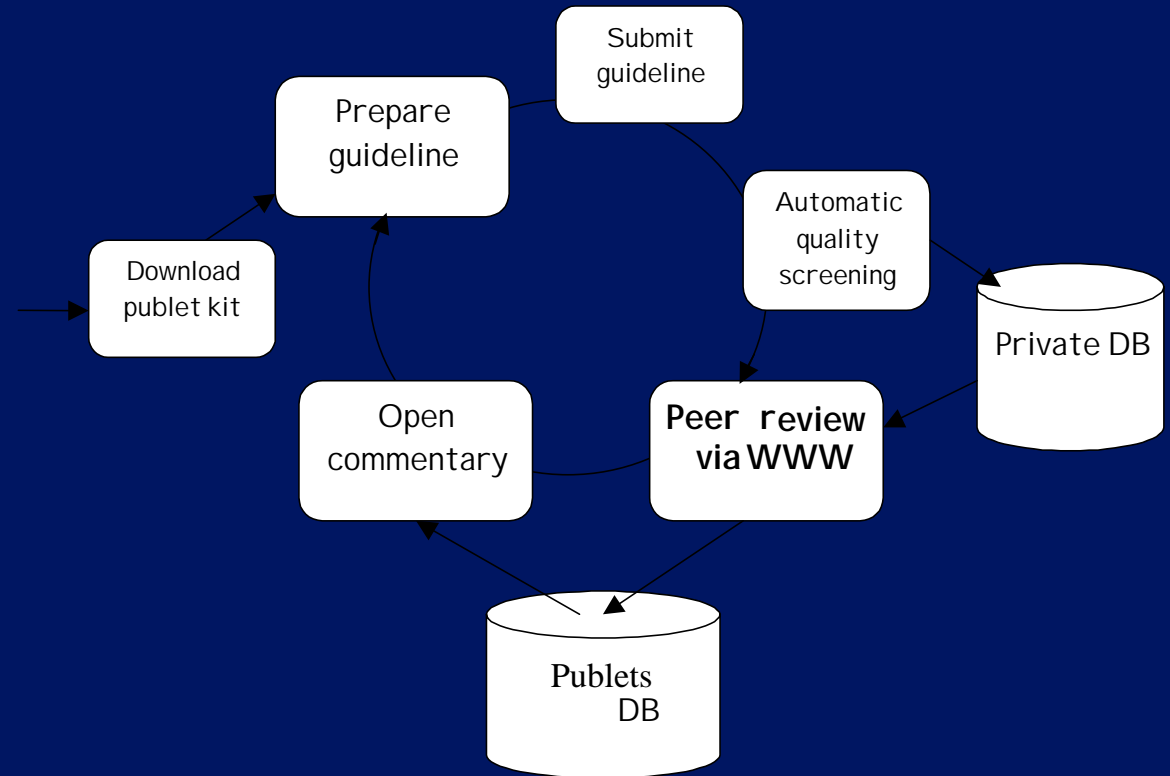 Submit
guideline
Prepare
guideline
Automatic
quality
screening
Download
publet kit
Private DB
Open
commentary
Peer review
via WWW
Publets
DB